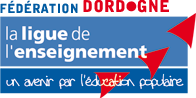 FÉDÉRATION DORDOGNE
la ligue de
l'enseignement
un avenir par l'éducation populaire